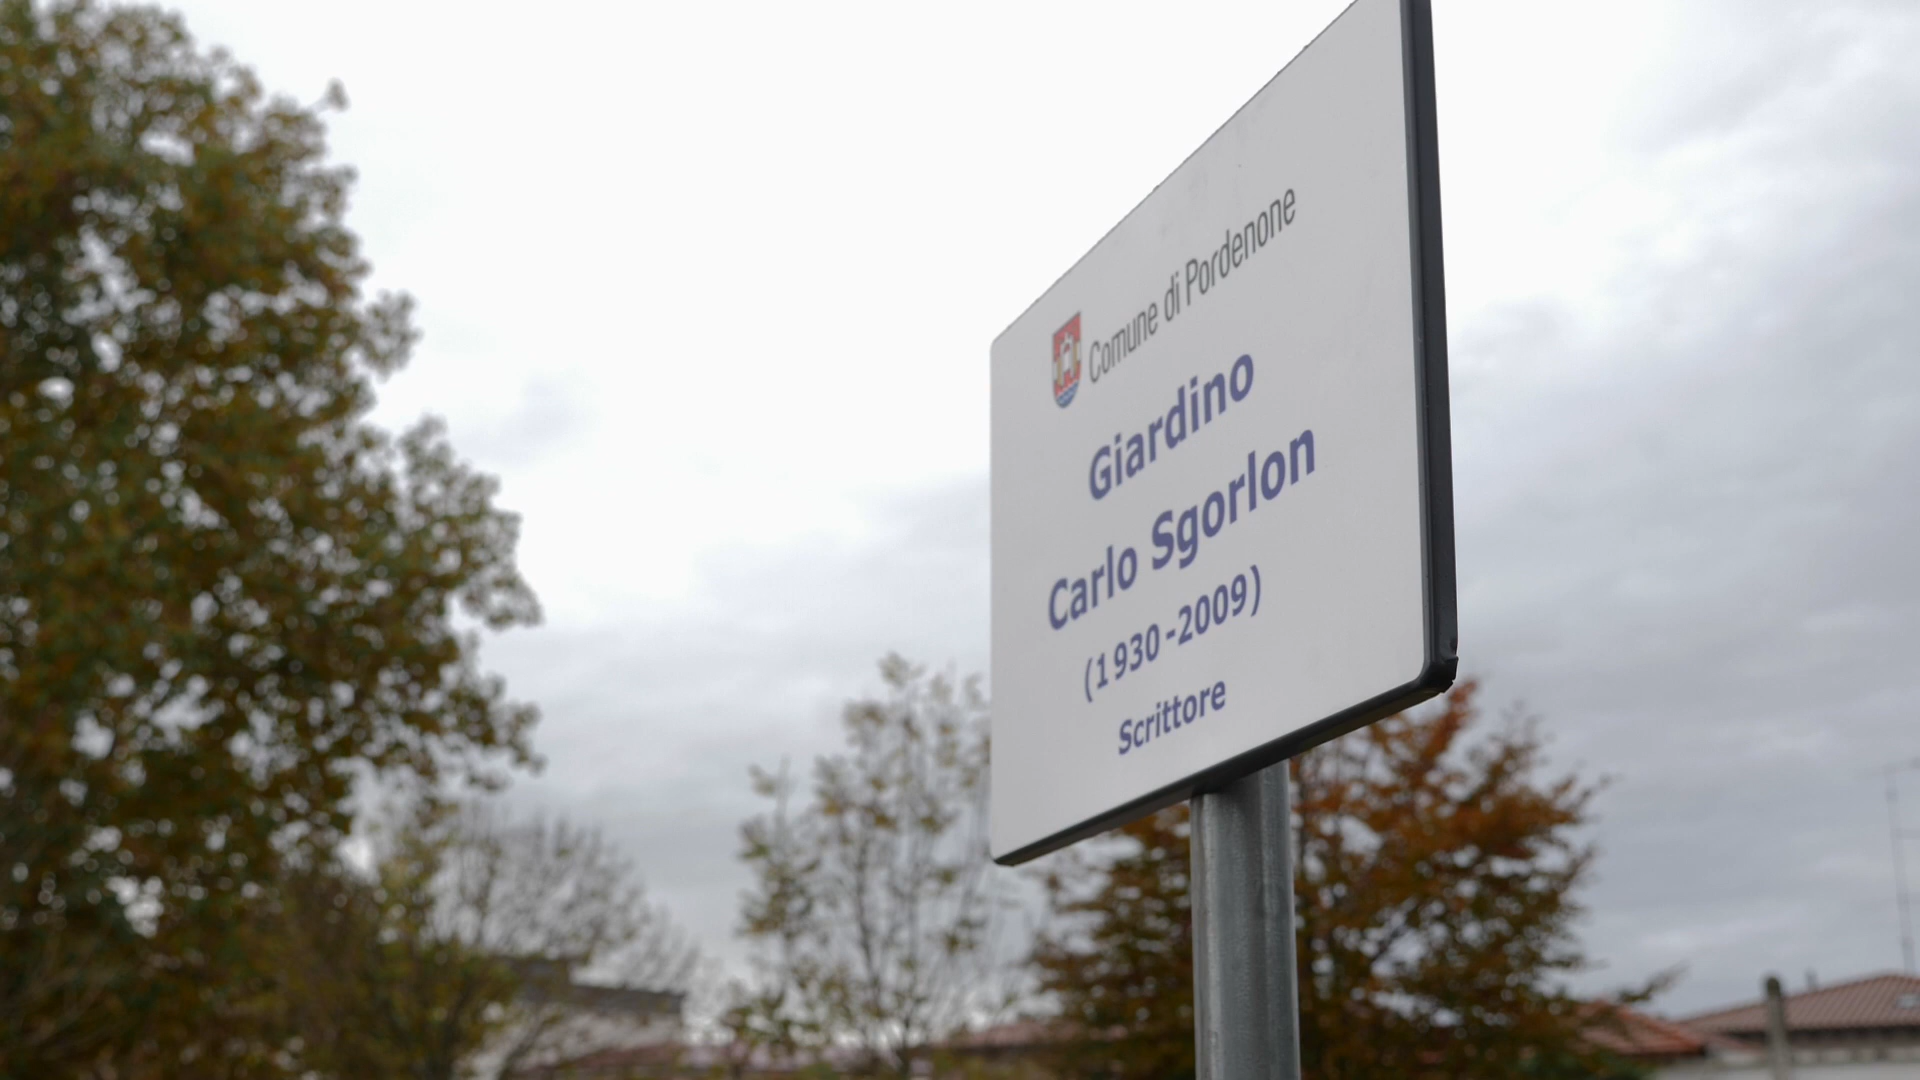 Comune di Pordenone
Giardino
Carlo Sgorlon
(1930-2009)
Scrittore